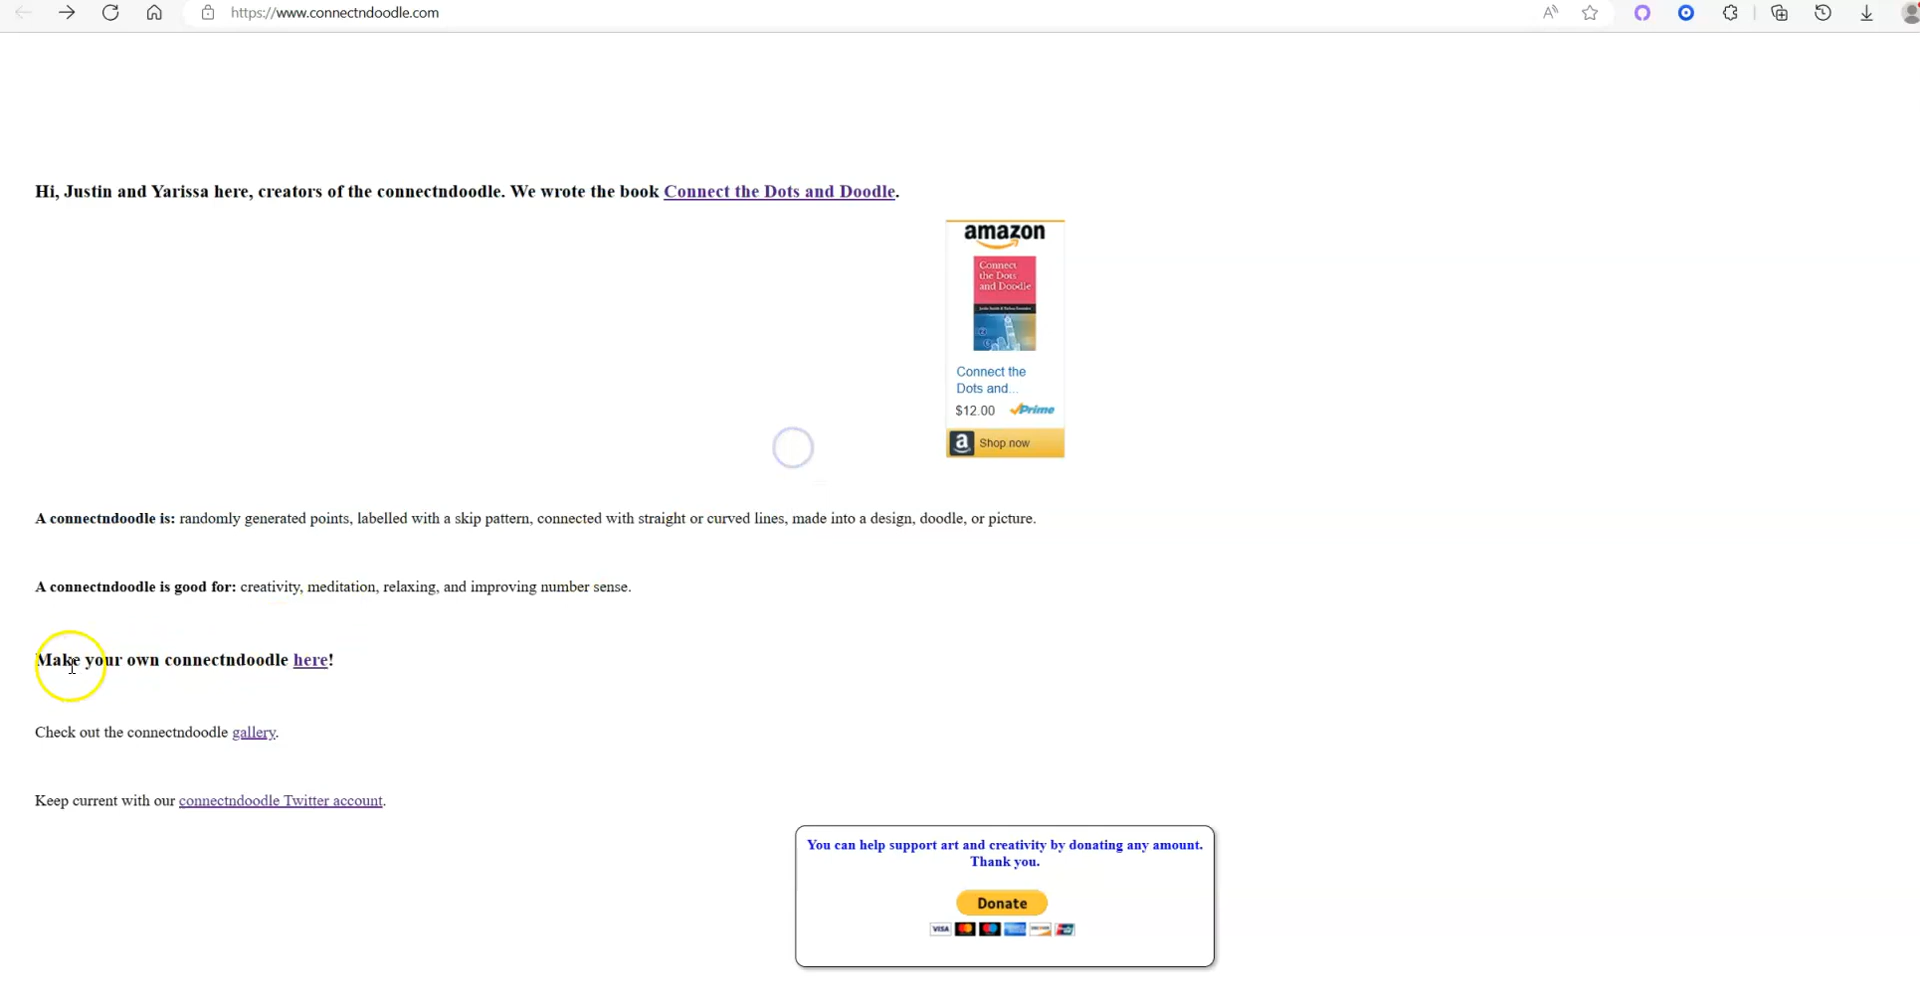 https://www.connectndoodle.com
Hi, Justin and Yarissa here, creators of the connectndoodle. We wrote the book Connect the Dots and Doodle.
amazon
Connect
the Dots
and Doodle
Connect the
Dots and...
$12.00 Prime
a Shop now
A connectndoodle is: randomly generated points, labelled with a skip pattern, connected with straight or curved lines, made into a design, doodle, or picture.
A connectndoodle is good for: creativity, meditation, relaxing, and improving number sense.
Make your own connectndoodle here!
Check out the connectndoodle gallery.
Keep current with our connectndoodle Twitter account.
You can help support art and creativity by donating any amount.
Thank you.
Donate
VISA